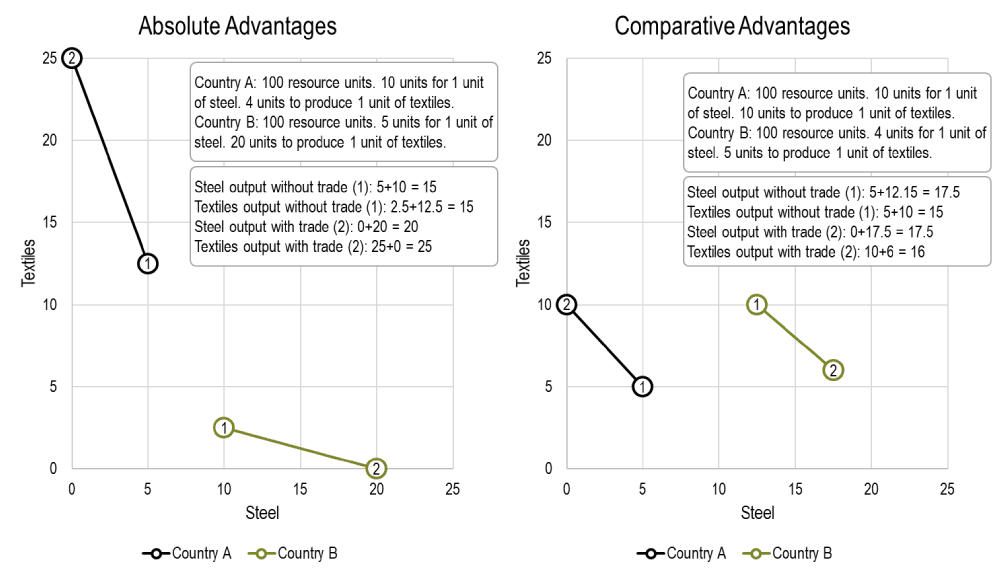 Absolute Advantages
25
20
15
10
5
0
Textiles
2
1
1
2
Country A: 100 resource units. 10 units for 1 unit
of steel. 4 units to produce 1 unit of textiles.
Country B: 100 resource units. 5 units for 1 unit of
steel. 20 units to produce 1 unit of textiles.
Steel output without trade (1): 5+10 = 15
Textiles output without trade (1): 2.5+12.5 = 15
Steel output with trade (2): 0+20 = 20
Textiles output with trade (2): 25+0 = 25
0 5 10 15 20 25
Steel
Country A Country B
Comparative Advantages
25
20
15
10
5
0
Textiles
Country A: 100 resource units. 10 units for 1 unit
of steel. 10 units to produce 1 unit of textiles.
Country B: 100 resource units. 4 units for 1 unit of
steel. 5 units to produce 1 unit of textiles.
Steel output without trade (1): 5+12.15 = 17.5
Textiles output without trade (1): 5+10 = 15
Steel output with trade (2): 0+17.5 = 17.5
Textiles output with trade (2): 10+6 = 16
2
1
1
2
0 5 10 15 20 25
Steel
Country A Country B